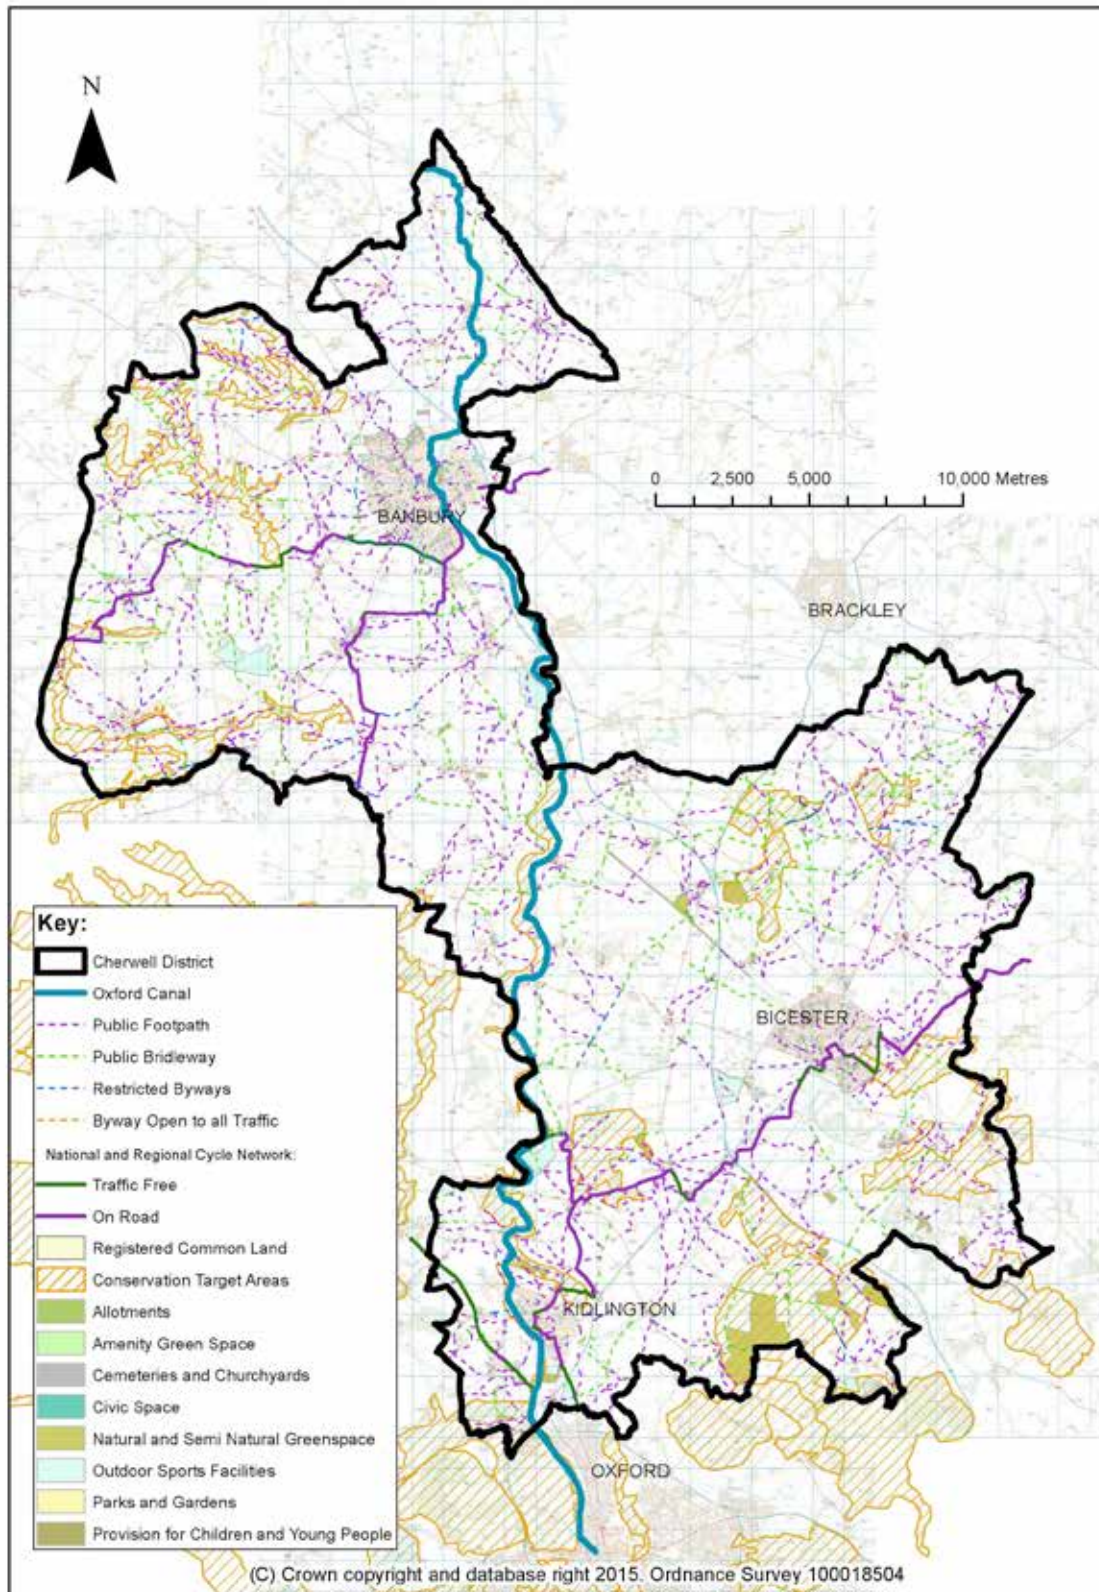 N
BANBURY
0 2,500 5,000 10,000 Metres
BRACKLEY
BICESTER
KIDLINGTON
OXFORD
Key:
Cherwell District
Oxford Canal
Public Footpath
Public Bridleway
Restricted Byways
Byway Open to all Traffic
National and Regional Cycle Network:
Traffic Free
On Road
Registered Common Land
Conservation Target Areas
Allotments
Amenity Green Space
Cemeteries and Churchyards
Civic Space
Natural and Semi Natural Greenspace
Outdoor Sports Facilities
Parks and Gardens
Provision for Children and Young People
(C) Crown copyright and database right 2015. Ordnance Survey 100018504